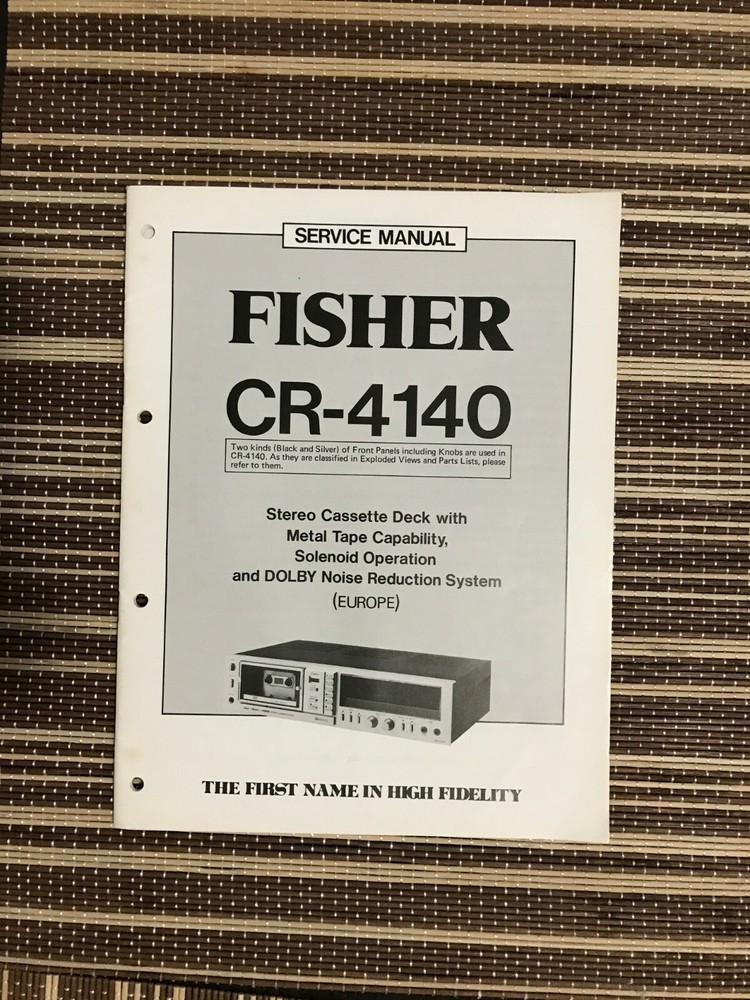 SERVICE MANUAL
FISHER
CR-4140
Two kinds (Black and Silver) of Front Panels including Knobs are used in
CR-4140. As they are classified in Exploded Views and Parts Lists, please
refer to them.
Stereo Cassette Deck with
Metal Tape Capability,
Solenoid Operation
and DOLBY Noise Reduction System
(EUROPE)
THE FIRST NAME IN HIGH FIDELITY